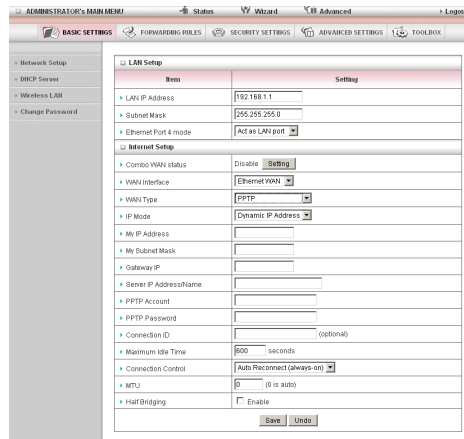 ADMINISTRATOR's MAIN MENU Status Wizard Advanced Logou
BASIC SETTINGS FORWARDING RULES SECURITY SETTINGS ADVANCED SETTINGS TOOLBOX
Network Setup
DHCP Server
Wireless LAN
Change Password
LAN Setup
Item Setting
LAN IP Address 192.168.1.1
Subnet Mask 255.255.255.0
Ethernet Port 4 mode Act as LAN port
Internet Setup
Combo WAN status Disable Setting
WAN Interface Ethernet WAN
WAN Type PPTP
IP Mode Dynamic IP Address
My IP Address
My Subnet Mask
Gateway IP
Server IP Address/Name
PPTP Account
PPTP Password
Connection ID (optional)
Maximum Idle Time 600 seconds
Connection Control Auto Reconnect (always-on)
MTU 0 (0 is auto)
Half Bridging Enable
Save Undo